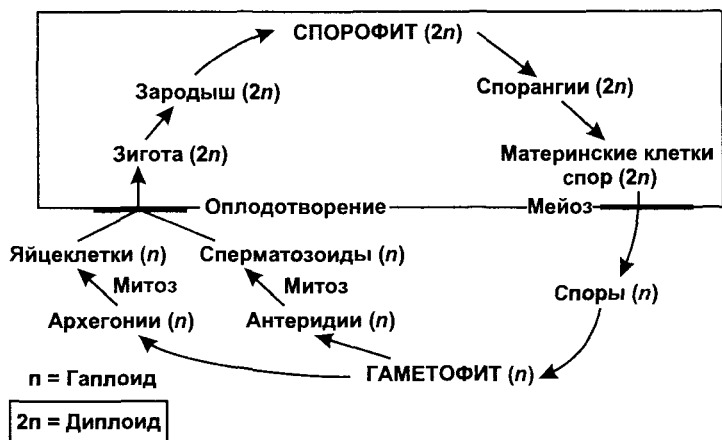 СПОРОФИТ (2n)
Зародыш (2n)
Спорангии (2n)
Зигота (2n)
Материнские клетки
спор (2n)
Оплодотворение
Мейоз
Яйцеклетки (n)
Сперматозоиды (n)
Митоз
Митоз
Споры (n)
Архегонии (n)
Антеридии (n)
ГАМЕТОФИТ (n)
n = Гаплоид
2n = Диплоид